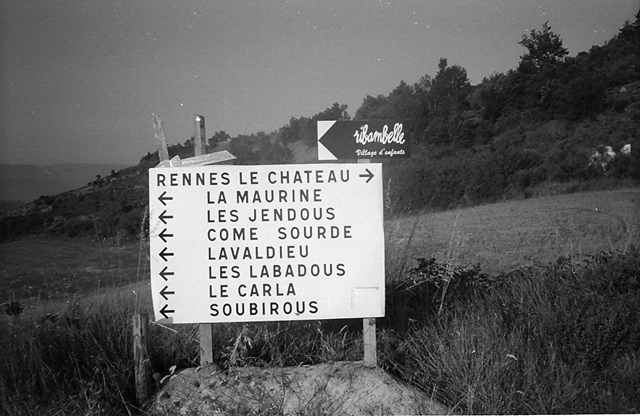 ribambelle
Village d'enfants
RENNES LE CHATEAU →
← LA MAURINE
← LES JENDOUS
← COME SOURDE
← LAVALDIEU
← LES LABADOUS
← LE CARLA
← SOUBIROUS